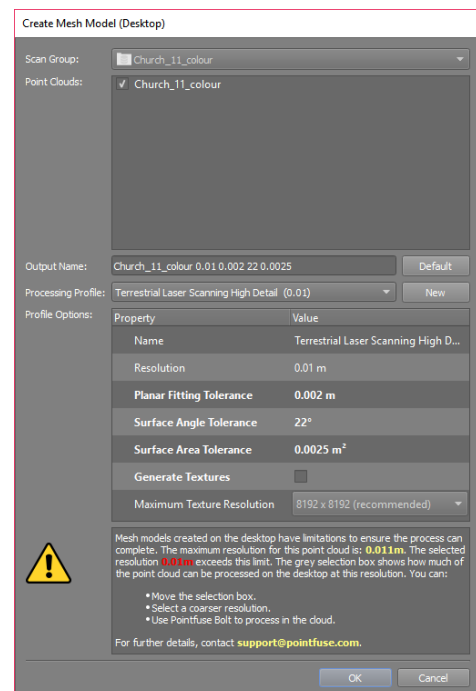 Create Mesh Model (Desktop)
Scan Group:
Church_11_colour
Point Clouds:
Church_11_colour
Output Name:
Church_11_colour 0.01 0.002 22 0.0025
Default
Processing Profile:
Terrestrial Laser Scanning High Detail (0.01)
New
Profile Options:
Property Value
Name Terrestrial Laser Scanning High D...
Resolution 0.01 m
Planar Fitting Tolerance 0.002 m
Surface Angle Tolerance 22°
Surface Area Tolerance 0.0025 m²
Generate Textures
Maximum Texture Resolution 8192 x 8192 (recommended)
Mesh models created on the desktop have limitations to ensure the process can
complete. The maximum resolution for this point cloud is: 0.011m. The selected
resolution 0.01m exceeds this limit. The grey selection box shows how much of
the point cloud can be processed on the desktop at this resolution. You can:
•Move the selection box.
•Select a coarser resolution.
•Use Pointfuse Bolt to process in the cloud.
For further details, contact support@pointfuse.com.
OK
Cancel